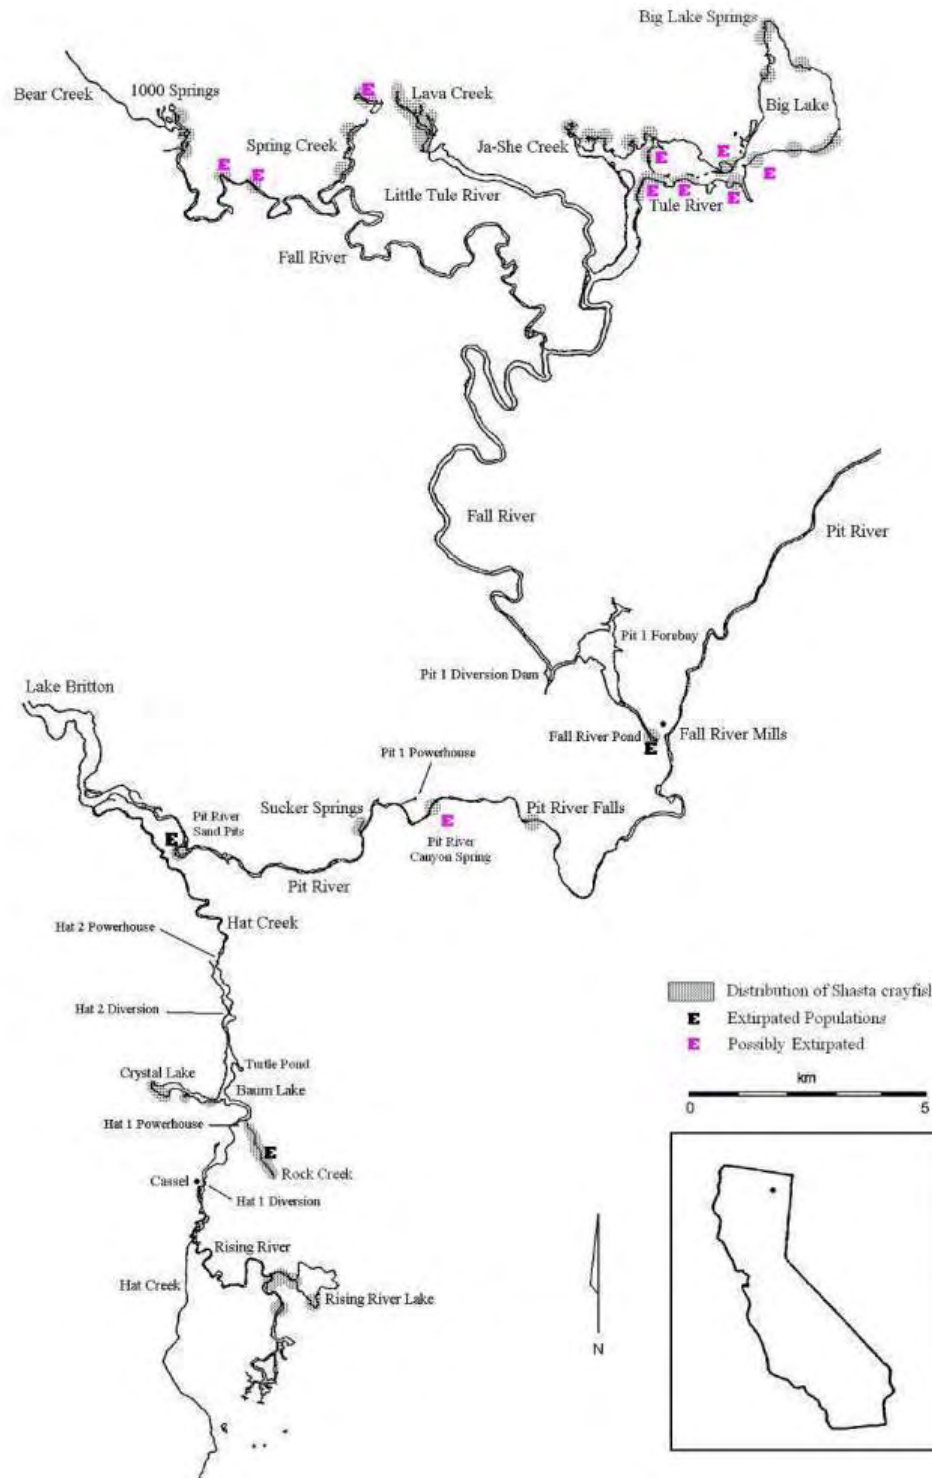 Big Lake Springs
Bear Creek
1000 Springs
E
Lava Creek
Big Lake
Spring Creek
Ja-She Creek
E
E
E
E
E
Little Tule River
E
E
E
Tule River
Fall River
Fall River
Pit River
Pit 1 Forebay
Pit 1 Diversion Dam
Lake Britton
Fall River Pond
E
Fall River Mills
Pit 1 Powerhouse
Sucker Springs
Pit River Falls
E
Pit River
Sand Pits
E
Pit River
Canyon Spring
Pit River
Hat Creek
Hat 2 Powerhouse
Distribution of Shasta crayfish
Hat 2 Diversion
E Extirpated Populations
E Possibly Extirpated
Turtle Pond
Crystal Lake
km
Baum Lake
0 5
Hat 1 Powerhouse
E
Rock Creek
Cassel
Hat 1 Diversion
Rising River
Hat Creek
Rising River Lake
N